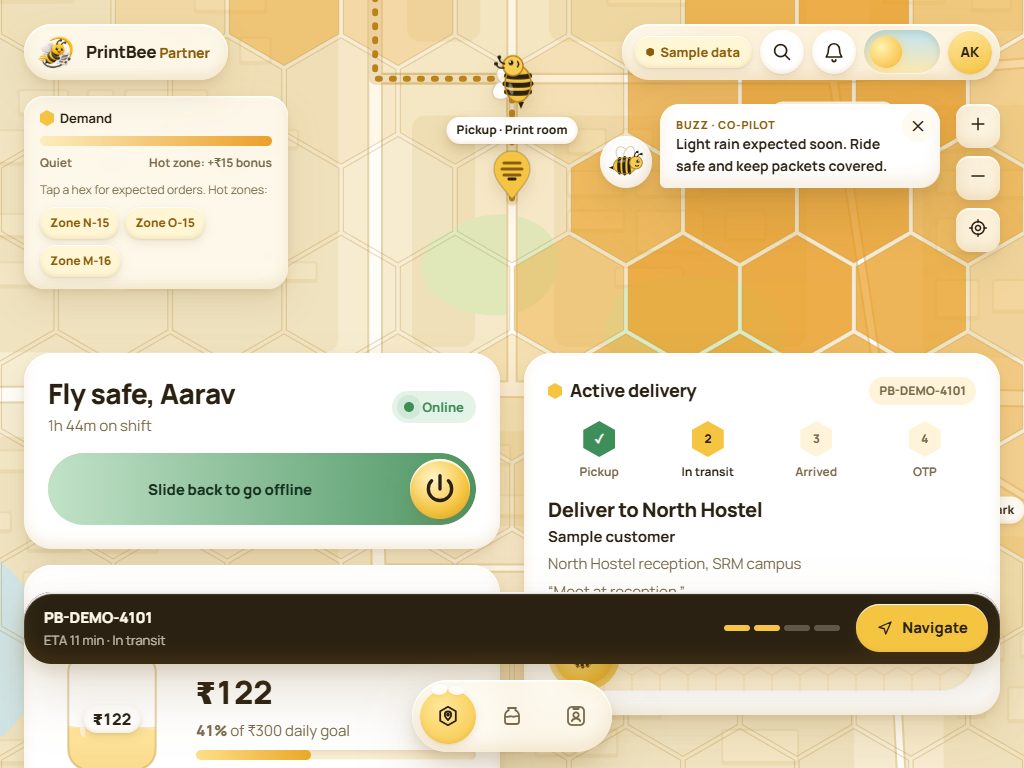 PrintBee Partner
Sample data
AK
Demand
Quiet
Hot zone: +₹15 bonus
Tap a hex for expected orders. Hot zones:
Zone N-15
Zone O-15
Zone M-16
Pickup · Print room
BUZZ · CO-PILOT
Light rain expected soon. Ride
safe and keep packets covered.
Fly safe, Aarav
1h 44m on shift
Online
Slide back to go offline
Active delivery
PB-DEMO-4101
2
3
4
Pickup
In transit
Arrived
OTP
Deliver to North Hostel
Sample customer
North Hostel reception, SRM campus
“Meet at reception.”
PB-DEMO-4101
ETA 11 min · In transit
Navigate
₹122
₹122
41% of ₹300 daily goal